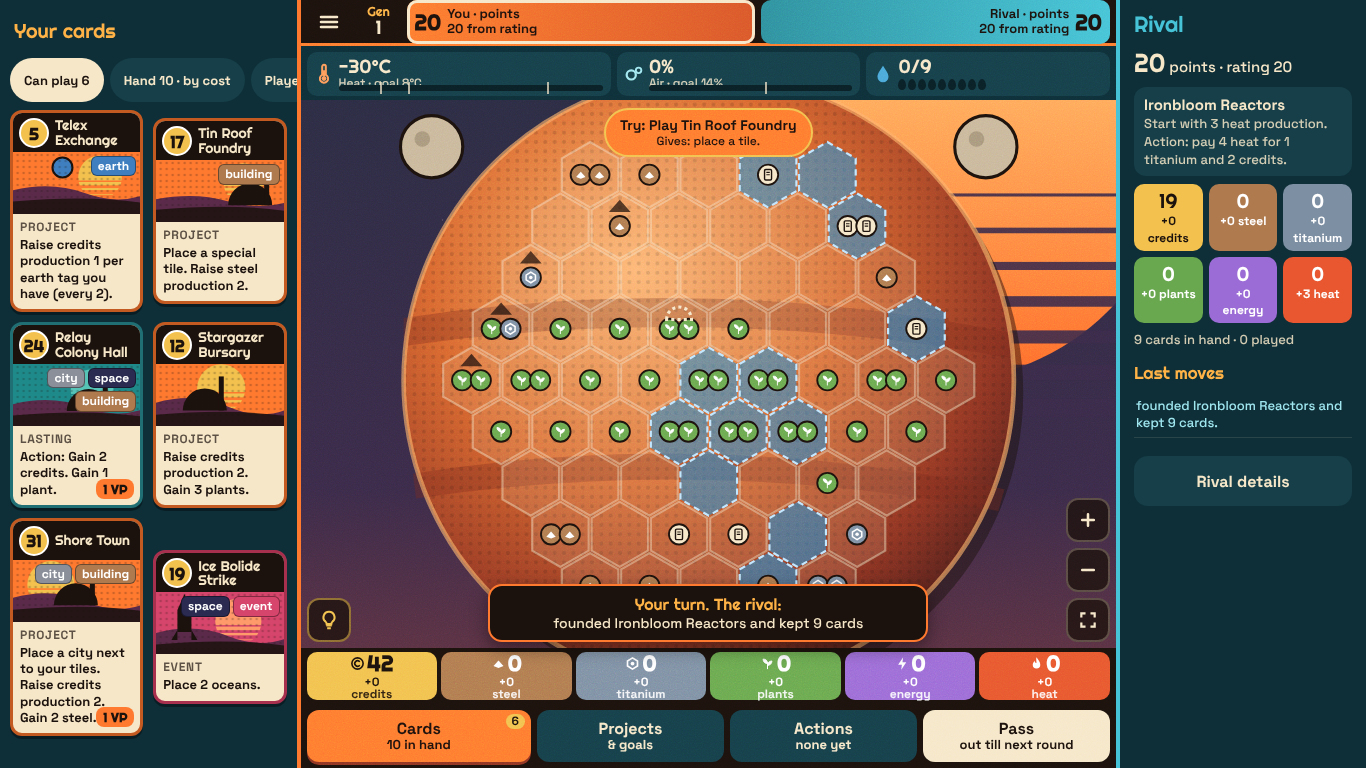 Your cards
Can play 6
Hand 10 · by cost
Playe
5
Telex
Exchange
earth
PROJECT
Raise credits
production 1 per
earth tag you
have (every 2).
17
Tin Roof
Foundry
building
PROJECT
Place a special
tile. Raise steel
production 2.
24
Relay
Colony Hall
city
space
building
LASTING
Action: Gain 2
credits. Gain 1
plant.
1 VP
12
Stargazer
Bursary
PROJECT
Raise credits
production 2.
Gain 3 plants.
31
Shore Town
city
building
PROJECT
Place a city next
to your tiles.
Raise credits
production 2.
Gain 2 steel.
1 VP
19
Ice Bolide
Strike
space
event
EVENT
Place 2 oceans.
Gen
1
20
You · points
20 from rating
Rival · points
20 from rating
20
-30°C
Heat · goal 8°C
0%
Air · goal 14%
0/9
Try: Play Tin Roof Foundry
Gives: place a tile.
Your turn. The rival:
founded Ironbloom Reactors and kept 9 cards
42
+0
credits
0
+0
steel
0
+0
titanium
0
+0
plants
0
+0
energy
0
+0
heat
Cards
10 in hand
6
Projects
& goals
Actions
none yet
Pass
out till next round
Rival
20 points · rating 20
Ironbloom Reactors
Start with 3 heat production.
Action: pay 4 heat for 1
titanium and 2 credits.
19
+0
credits
0
+0 steel
0
+0
titanium
0
+0 plants
0
+0
energy
0
+3 heat
9 cards in hand · 0 played
Last moves
founded Ironbloom Reactors and
kept 9 cards.
Rival details